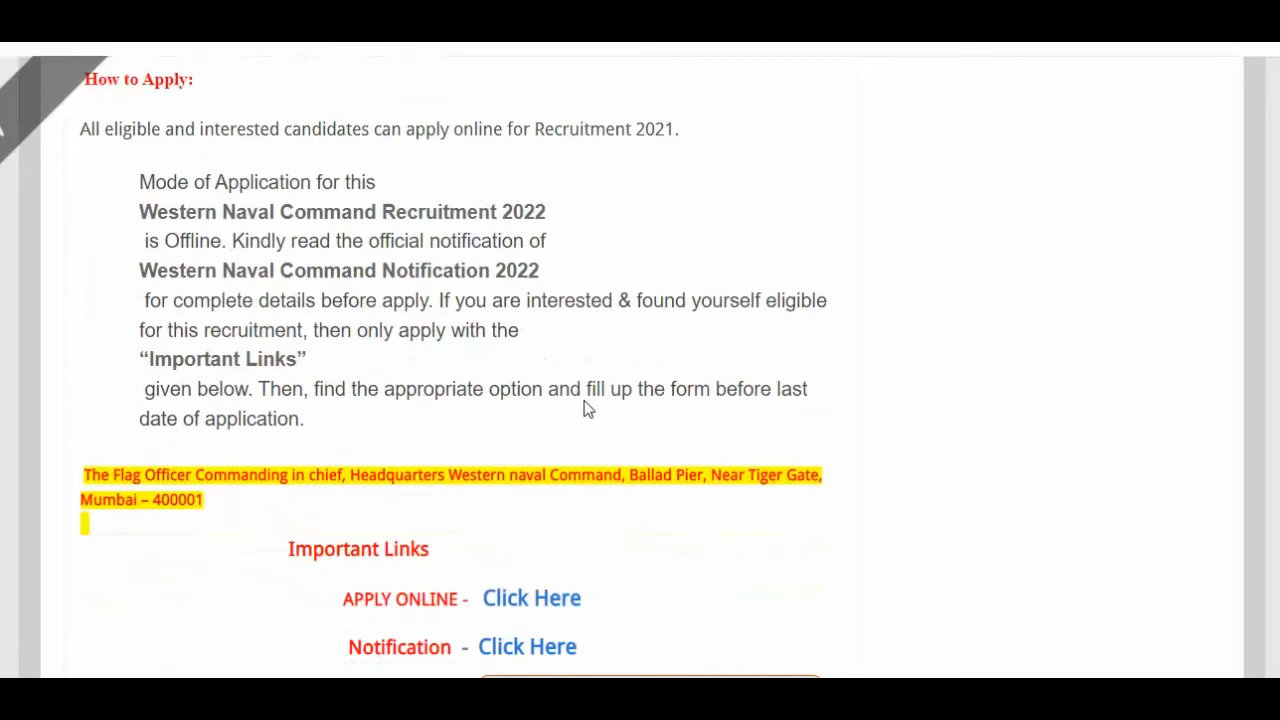 How to Apply:
All eligible and interested candidates can apply online for Recruitment 2021.
Mode of Application for this
Western Naval Command Recruitment 2022
is Offline. Kindly read the official notification of
Western Naval Command Notification 2022
for complete details before apply. If you are interested & found yourself eligible
for this recruitment, then only apply with the
“Important Links”
given below. Then, find the appropriate option and fill up the form before last
date of application.
The Flag Officer Commanding in chief, Headquarters Western naval Command, Ballad Pier, Near Tiger Gate,
Mumbai – 400001
Important Links
APPLY ONLINE - Click Here
Notification - Click Here